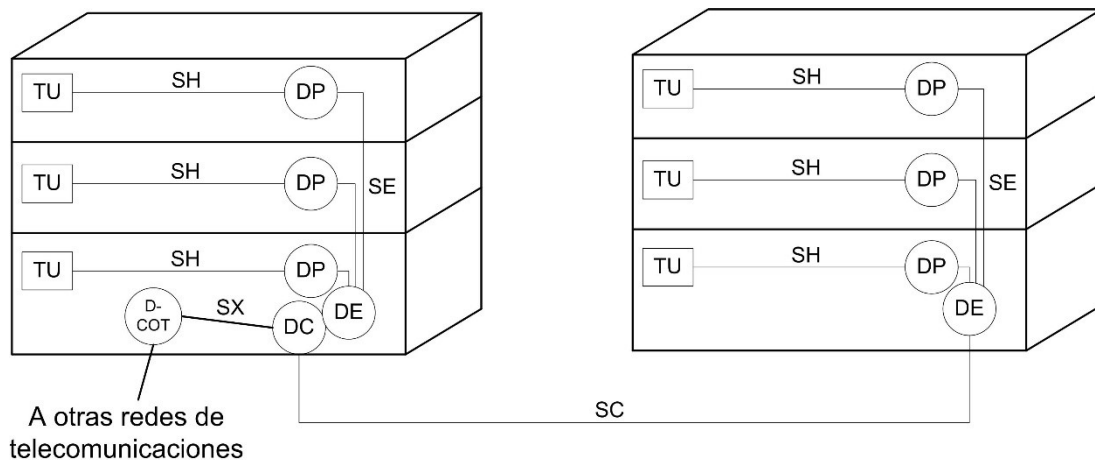 TU
SH
DP
TU
SH
DP
SE
TU
SH
DP
D-
COT
SX
DC
DE
A otras redes de
telecomunicaciones
SC
TU
SH
DP
TU
SH
DP
SE
TU
SH
DP
DE